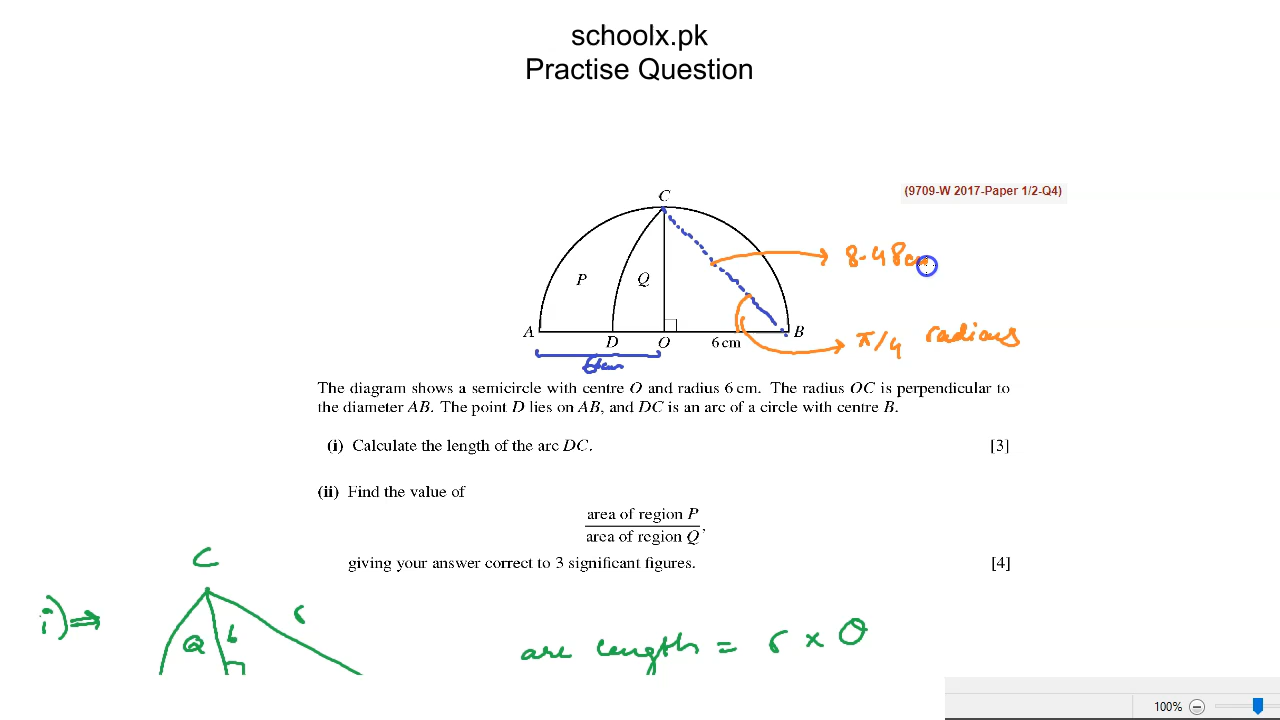 schoolx.pk
Practise Question
(9709-W 2017-Paper 1/2-Q4)
C
8.48cm
P
Q
A
D
O
6 cm
B
π/4 radians
6cm
The diagram shows a semicircle with centre O and radius 6 cm. The radius OC is perpendicular to
the diameter AB. The point D lies on AB, and DC is an arc of a circle with centre B.
(i) Calculate the length of the arc DC. [3]
(ii) Find the value of
area of region P
area of region Q,
giving your answer correct to 3 significant figures. [4]
C
i)⇒
r
Q
6
arc length = r × θ
100%